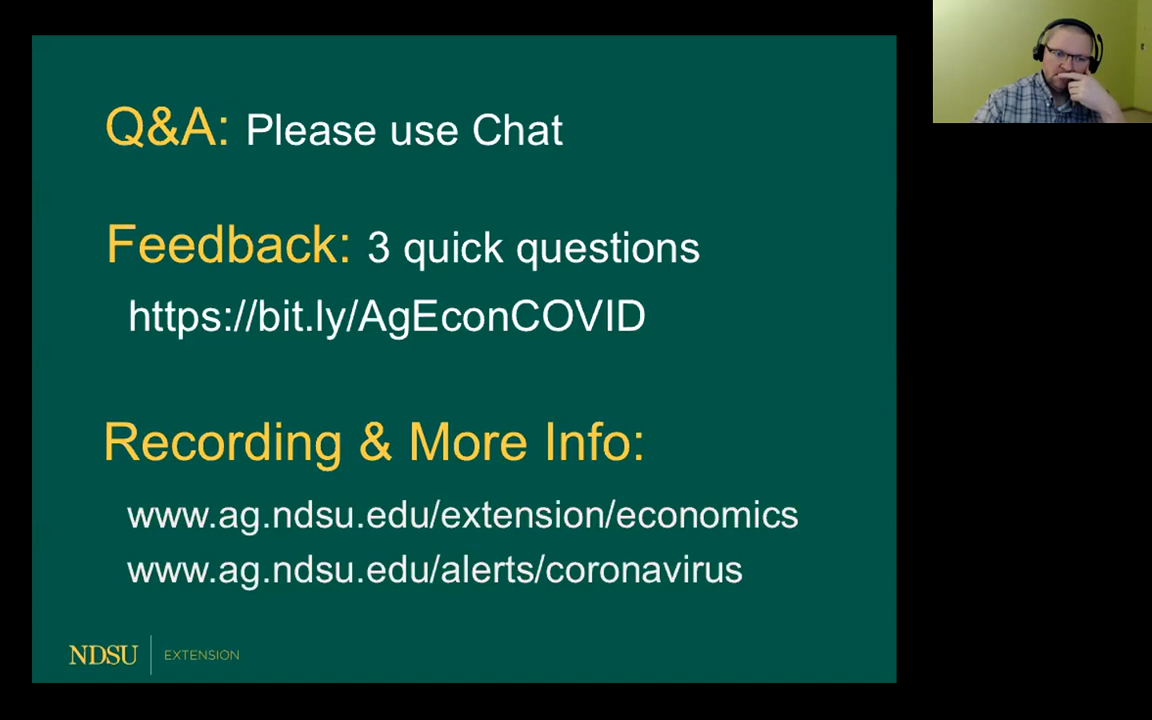 Q&A: Please use Chat
Feedback: 3 quick questions
https://bit.ly/AgEconCOVID
Recording & More Info:
www.ag.ndsu.edu/extension/economics
www.ag.ndsu.edu/alerts/coronavirus
NDSU EXTENSION